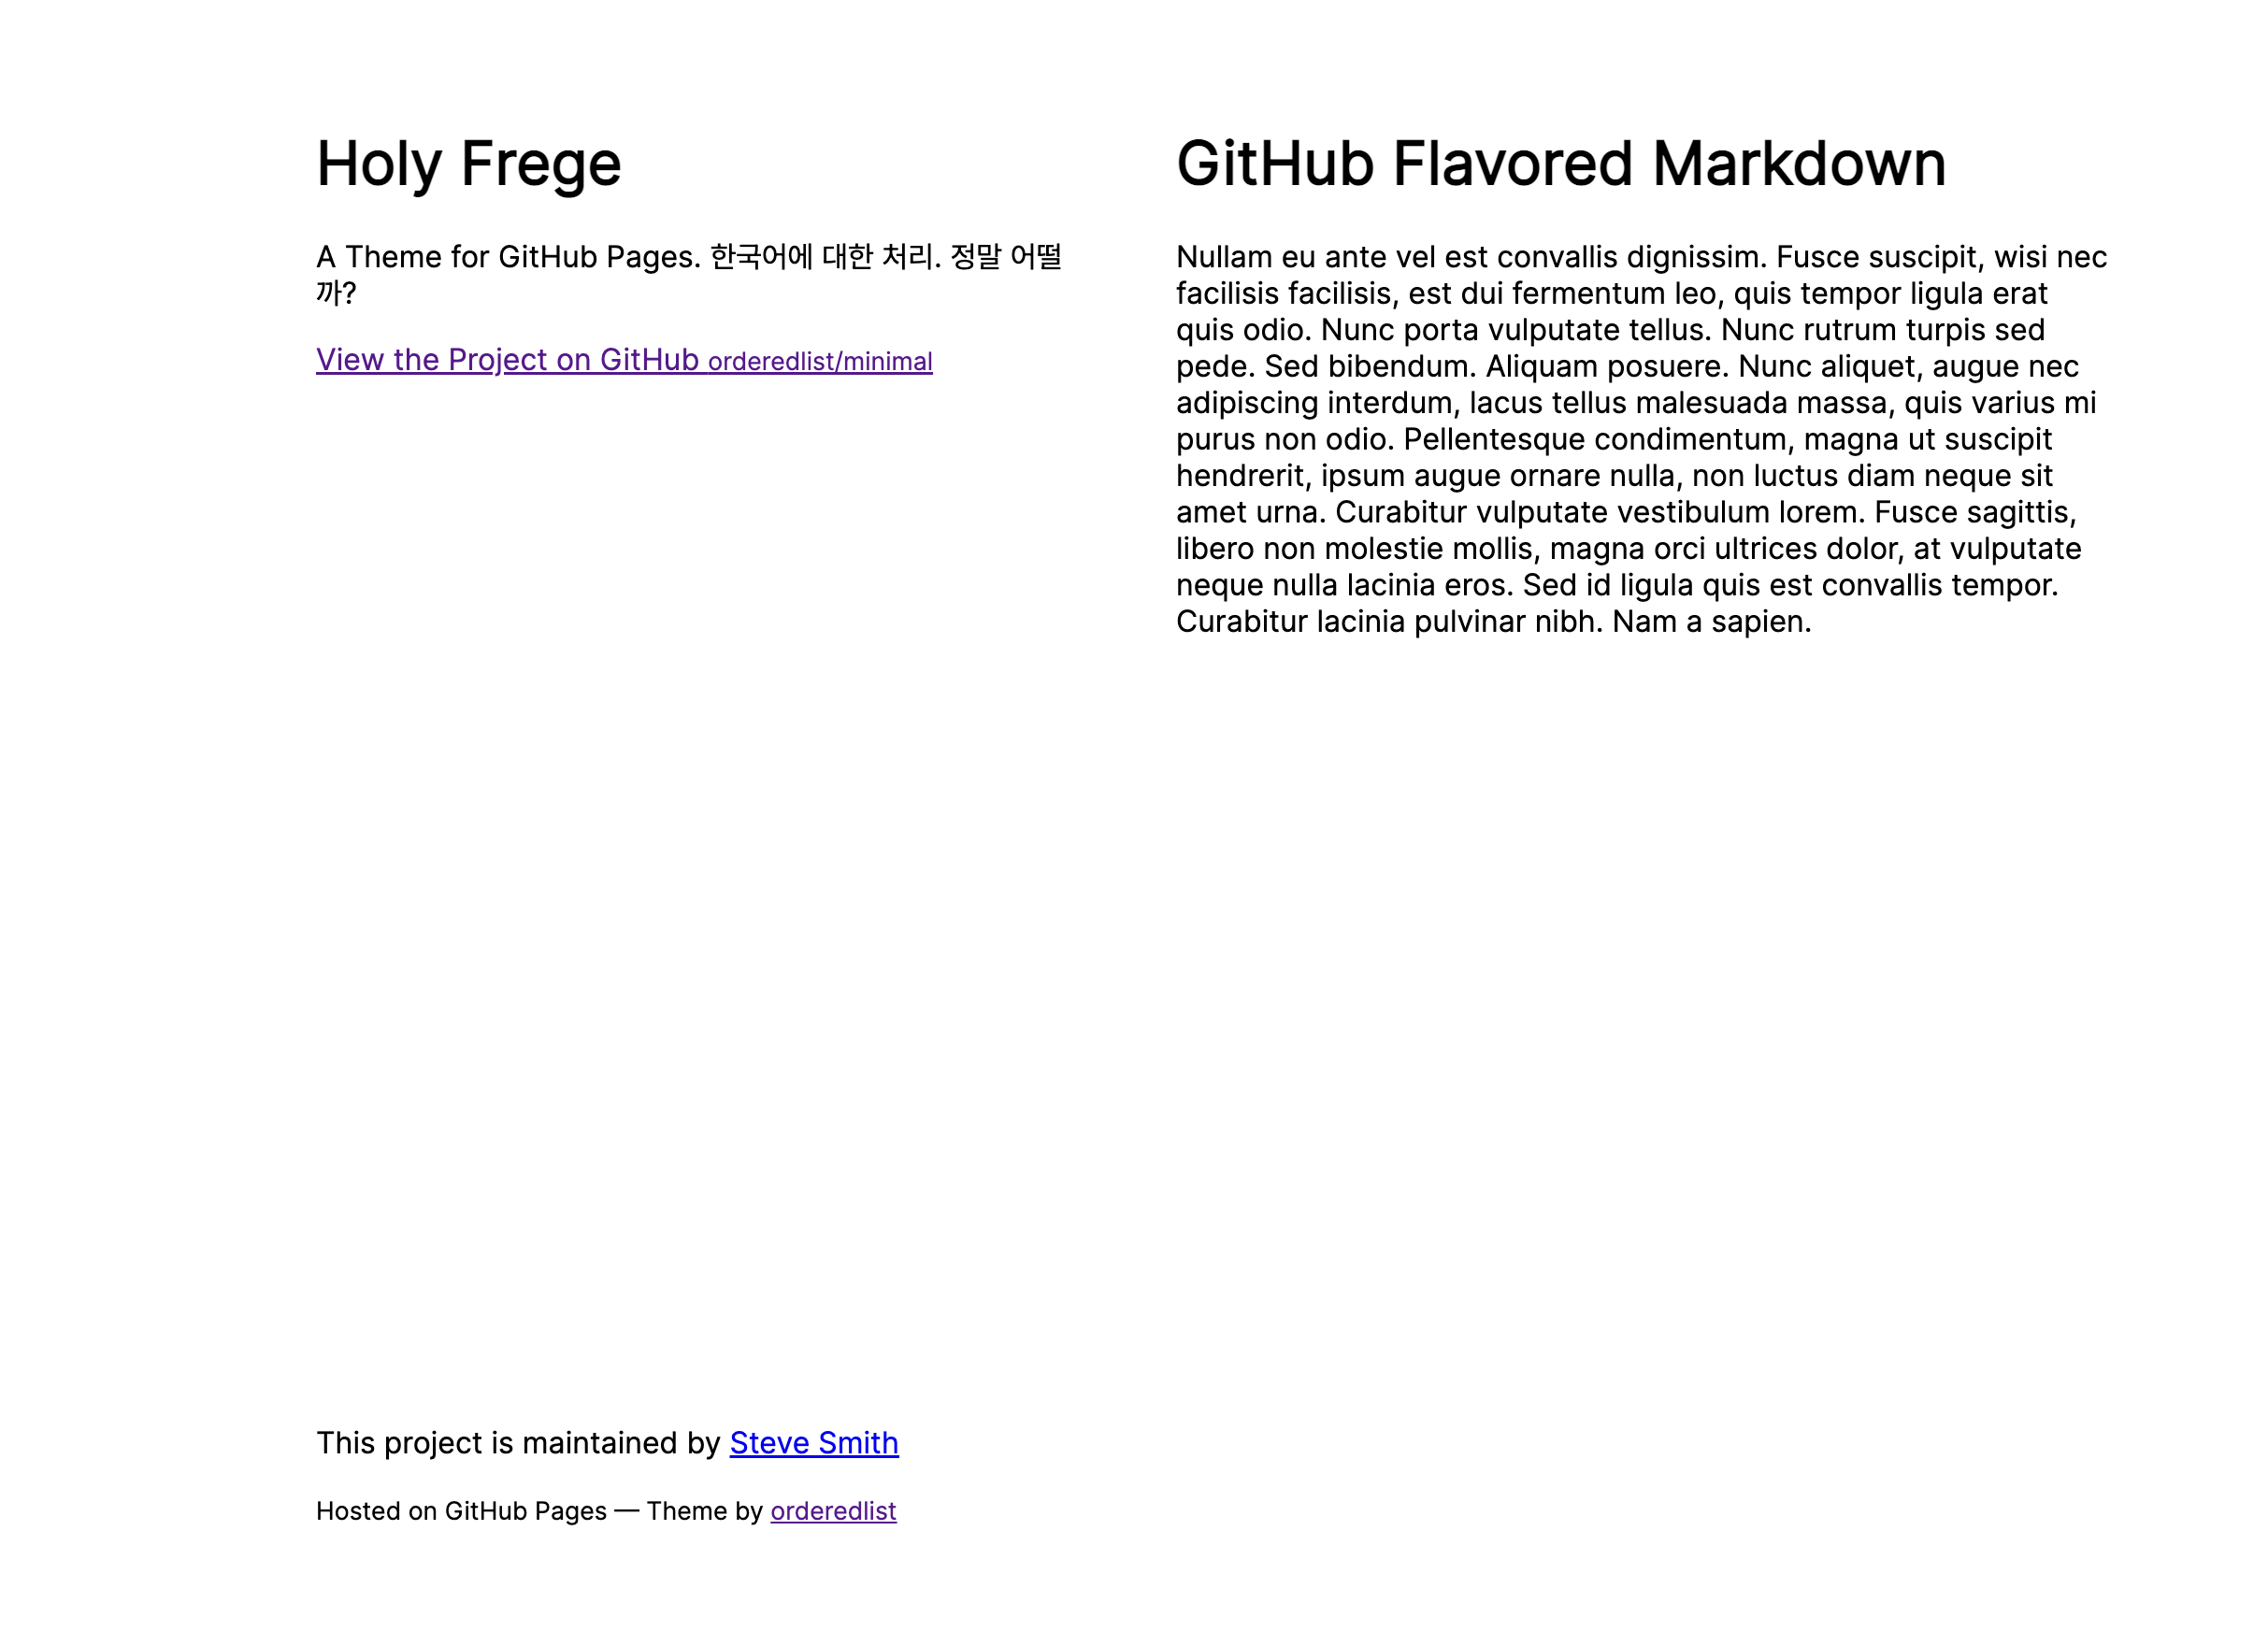 Holy Frege
A Theme for GitHub Pages. 한국어에 대한 처리. 정말 어떨
까?
View the Project on GitHub orderedlist/minimal
This project is maintained by Steve Smith
Hosted on GitHub Pages — Theme by orderedlist
GitHub Flavored Markdown
Nullam eu ante vel est convallis dignissim. Fusce suscipit, wisi nec
facilisis facilisis, est dui fermentum leo, quis tempor ligula erat
quis odio. Nunc porta vulputate tellus. Nunc rutrum turpis sed
pede. Sed bibendum. Aliquam posuere. Nunc aliquet, augue nec
adipiscing interdum, lacus tellus malesuada massa, quis varius mi
purus non odio. Pellentesque condimentum, magna ut suscipit
hendrerit, ipsum augue ornare nulla, non luctus diam neque sit
amet urna. Curabitur vulputate vestibulum lorem. Fusce sagittis,
libero non molestie mollis, magna orci ultrices dolor, at vulputate
neque nulla lacinia eros. Sed id ligula quis est convallis tempor.
Curabitur lacinia pulvinar nibh. Nam a sapien.